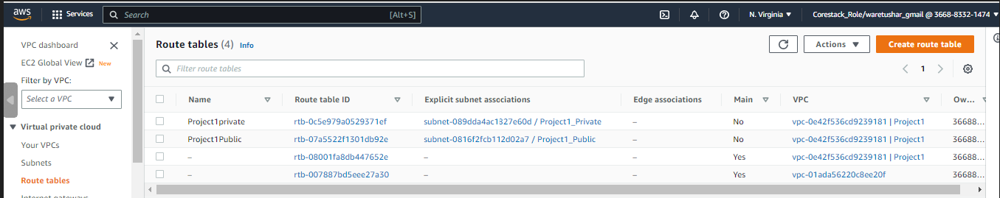 aws Services Search [Alt+S] N. Virginia Corestack_Role/waretushar_gmail @ 3668-8332-1474
VPC dashboard
EC2 Global View New
Filter by VPC:
Select a VPC
Virtual private cloud
Your VPCs
Subnets
Route tables
Internet gateways
Route tables (4) Info Actions Create route table
Filter route tables 1
Name Route table ID Explicit subnet associations Edge associations Main VPC Ow...
Project1private rtb-0c5e979a0529371ef subnet-089dda4ac1827e60d / Project1_Private – No vpc-0e42f536cd9239181 | Project1 36688...
Project1Public rtb-07a5522f1301db92e subnet-0816f2fcb112d02a7 / Project1_Public – No vpc-0e42f536cd9239181 | Project1 36688...
– rtb-08001fa8db447652e – – Yes vpc-0e42f536cd9239181 | Project1 36688...
– rtb-007887bd5eee27a30 – – Yes vpc-01ada56220c8ee20f 36688...